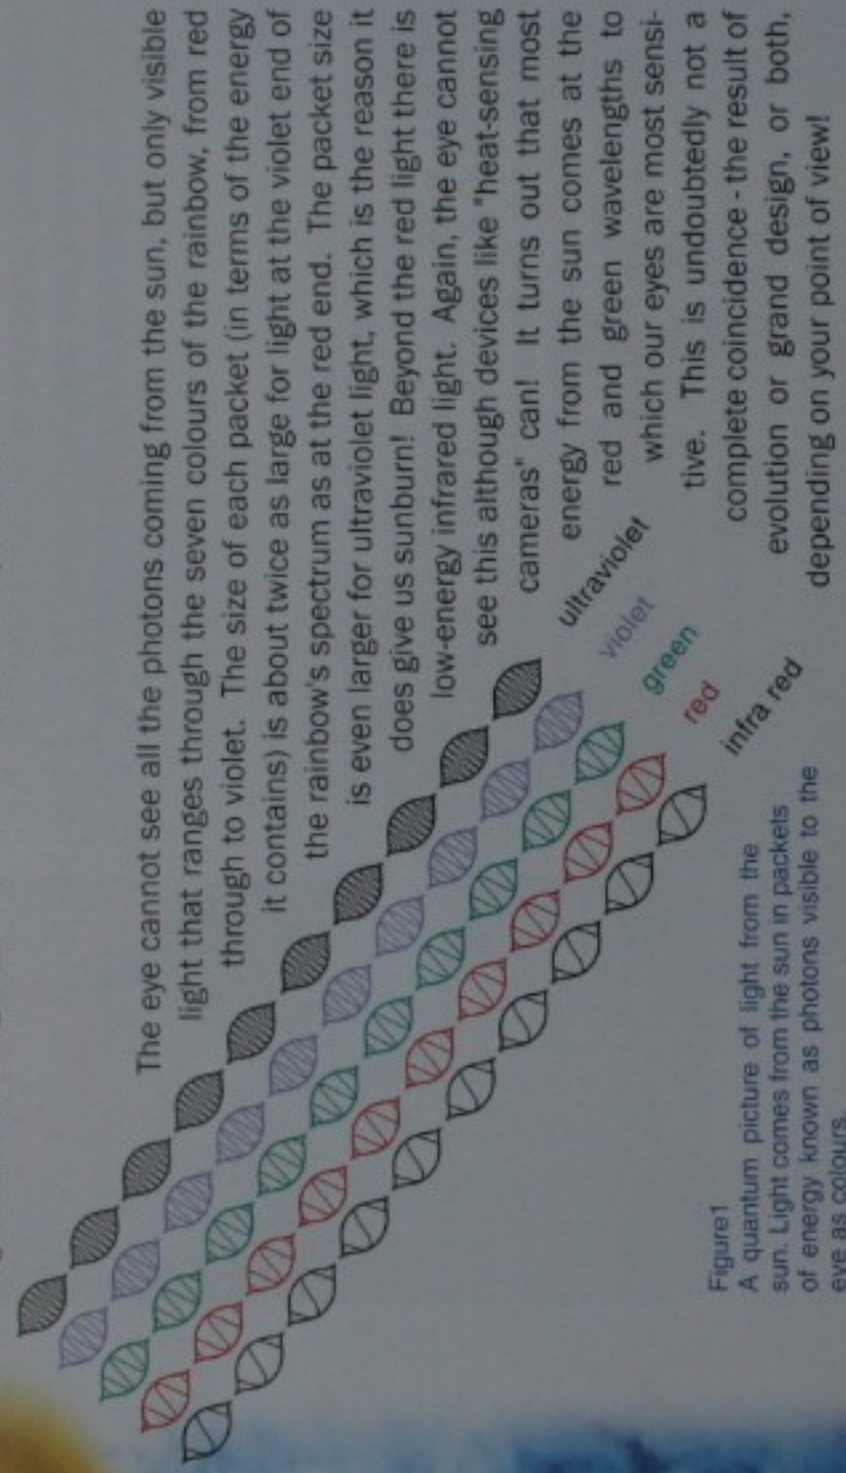 The eye cannot see all the photons coming from the sun, but only visible
light that ranges through the seven colours of the rainbow, from red
through to violet. The size of each packet (in terms of the energy
it contains) is about twice as large for light at the violet end of
the rainbow's spectrum as at the red end. The packet size
is even larger for ultraviolet light, which is the reason it
does give us sunburn! Beyond the red light there is
low-energy infrared light. Again, the eye cannot
see this although devices like "heat-sensing
cameras" can! It turns out that most
energy from the sun comes at the
red and green wavelengths to
which our eyes are most sensi-
tive. This is undoubtedly not a
complete coincidence - the result of
evolution or grand design, or both,
depending on your point of view!
ultraviolet
violet
green
red
infra red
Figure1
A quantum picture of light from the
sun. Light comes from the sun in packets
of energy known as photons visible to the
eye as colours.